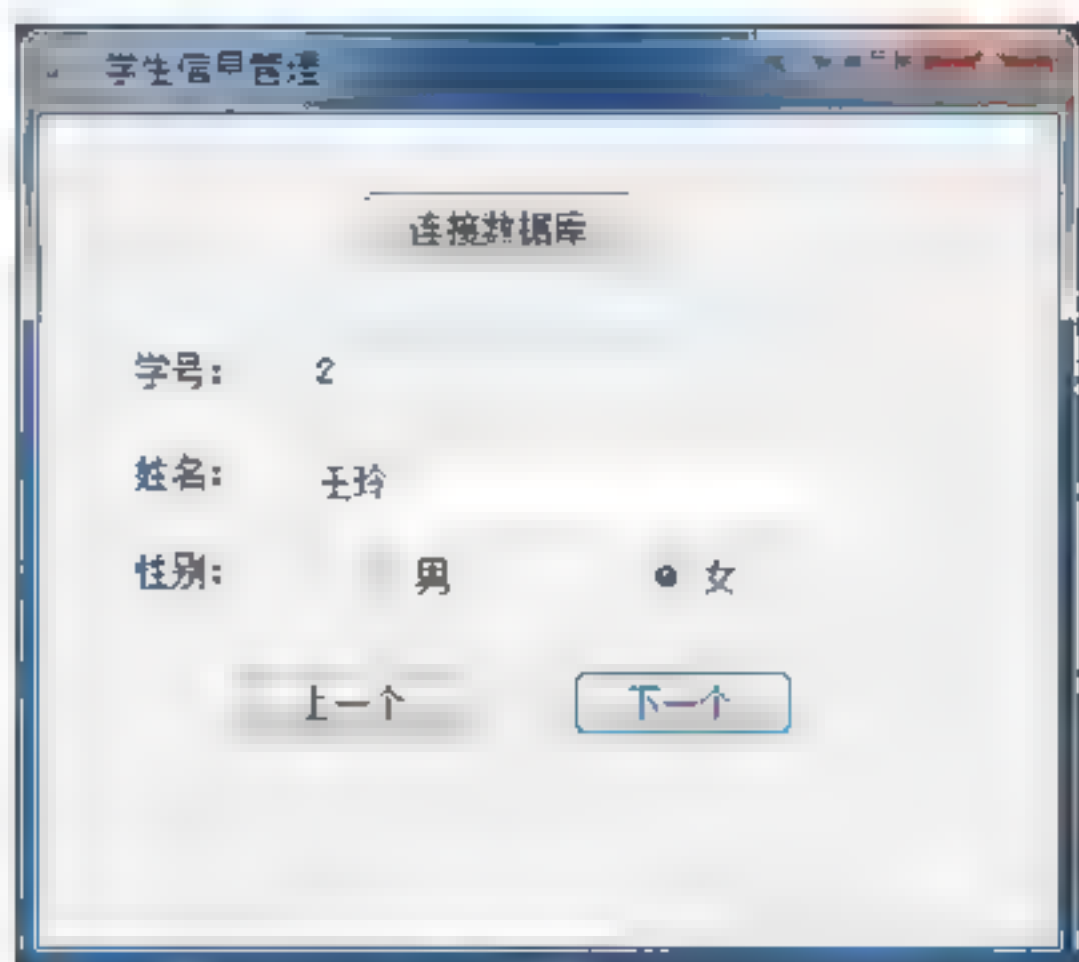 学生信息管理
连接数据库
学号: 2
姓名: 王玲
性别: 男 女
上一个 下一个